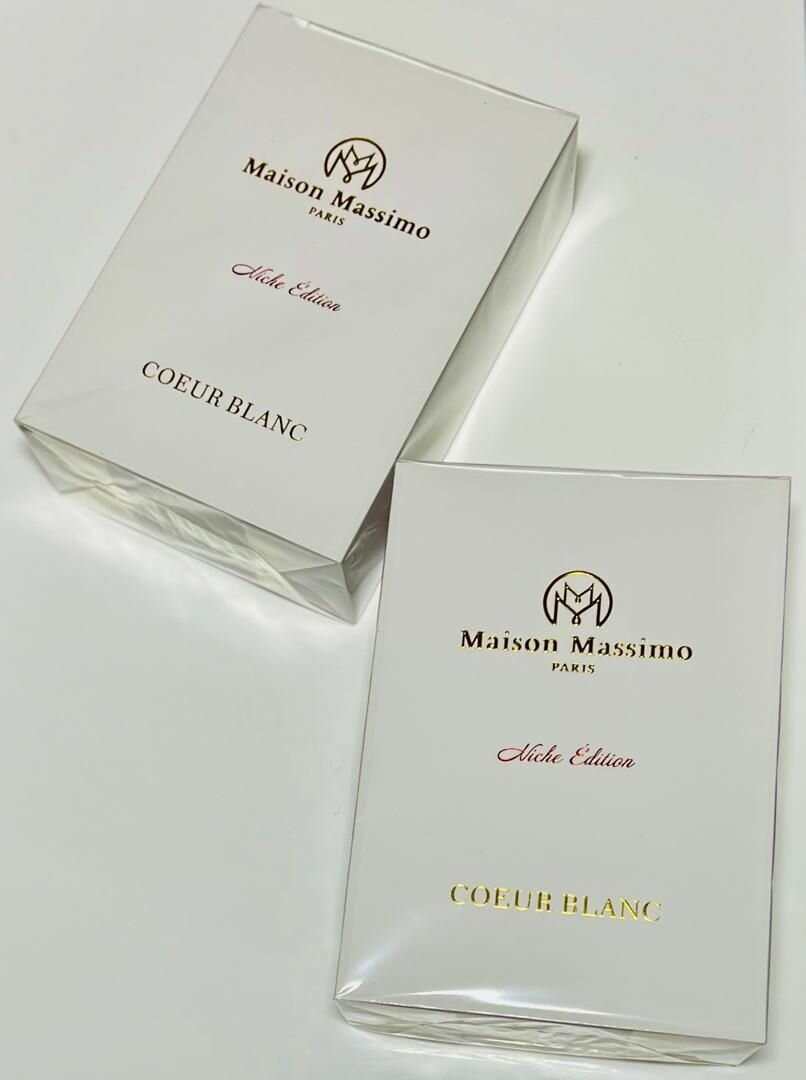 Maison Massimo
PARIS
Niche Édition
COEUR BLANC
Maison Massimo
PARIS
Niche Édition
COEUR BLANC